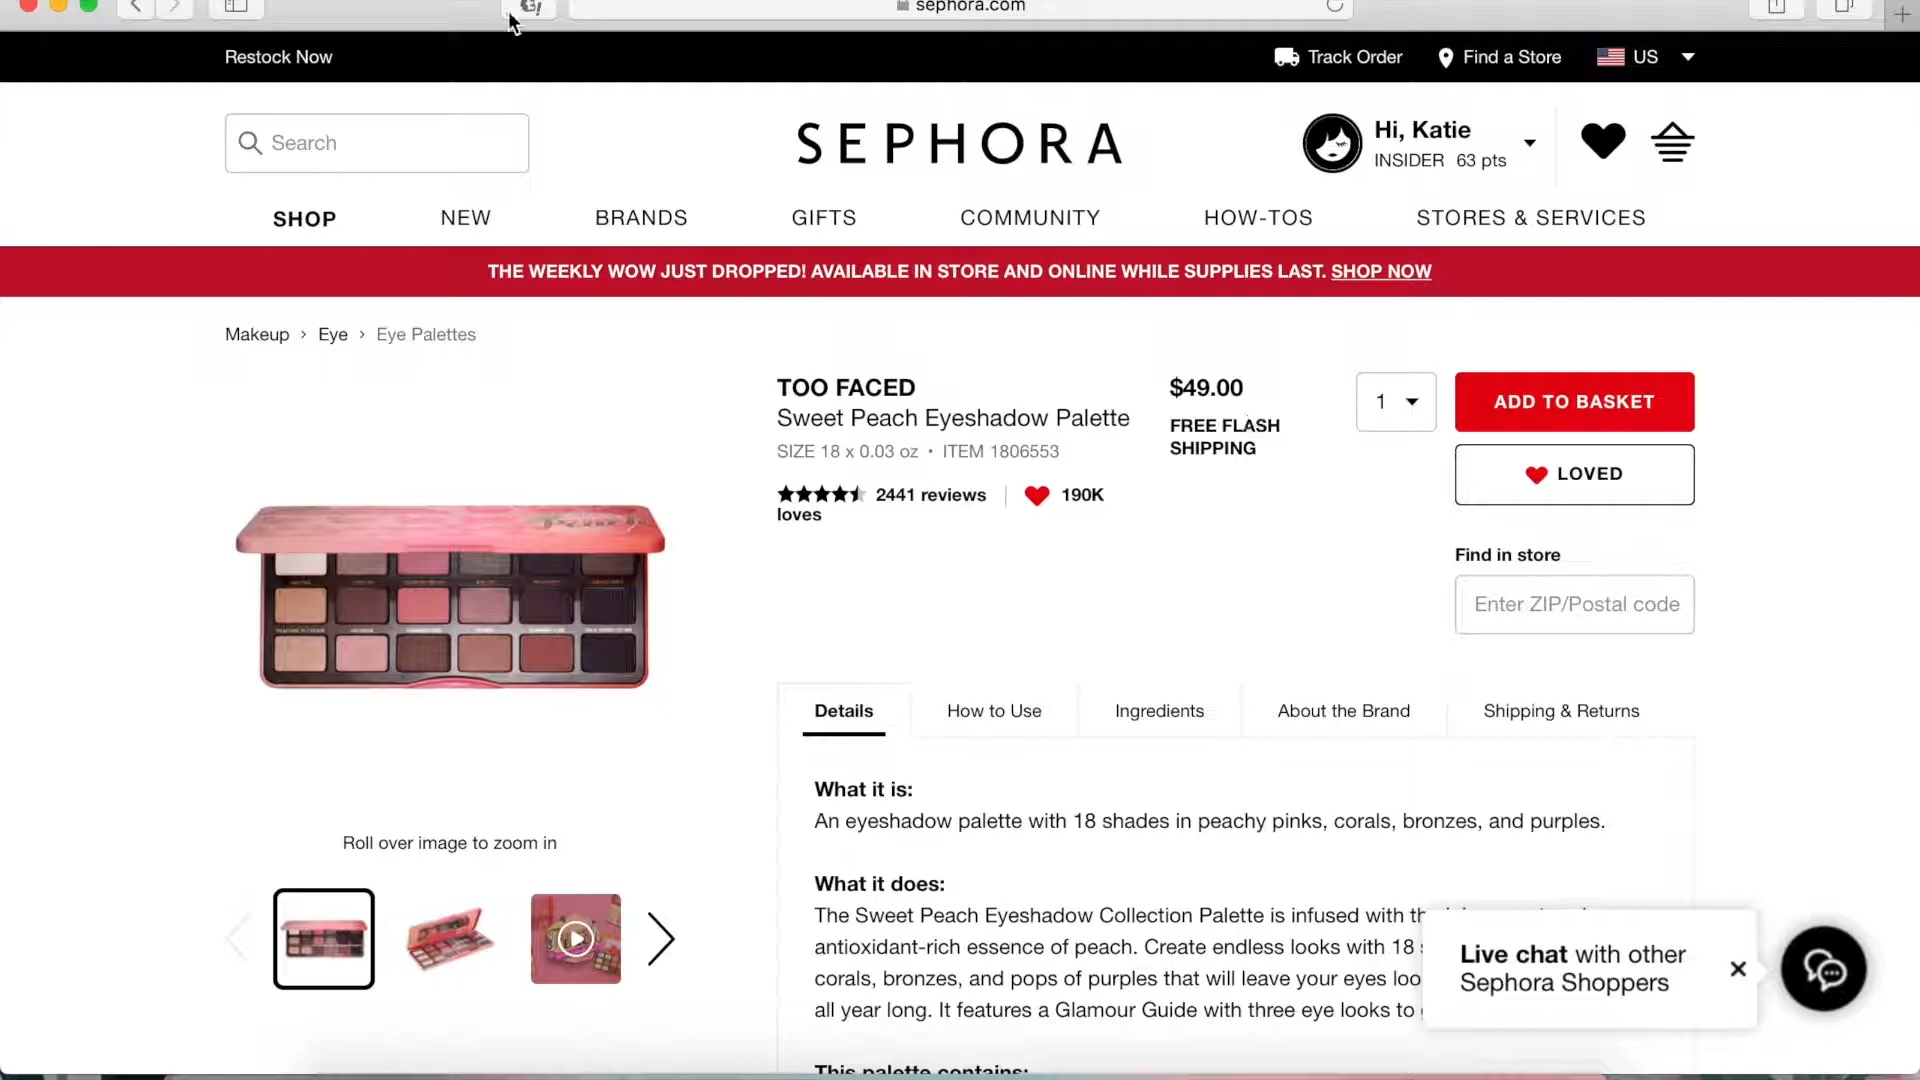 sephora.com
Restock Now
Track Order
Find a Store
US
Search
SEPHORA
Hi, Katie
INSIDER 63 pts
SHOP
NEW
BRANDS
GIFTS
COMMUNITY
HOW-TOS
STORES & SERVICES
THE WEEKLY WOW JUST DROPPED! AVAILABLE IN STORE AND ONLINE WHILE SUPPLIES LAST. SHOP NOW
Makeup › Eye › Eye Palettes
TOO FACED
Sweet Peach Eyeshadow Palette
SIZE 18 x 0.03 oz • ITEM 1806553
2441 reviews
190K
loves
$49.00
FREE FLASH
SHIPPING
1
ADD TO BASKET
LOVED
Find in store
Enter ZIP/Postal code
Roll over image to zoom in
Details
How to Use
Ingredients
About the Brand
Shipping & Returns
What it is:
An eyeshadow palette with 18 shades in peachy pinks, corals, bronzes, and purples.
What it does:
The Sweet Peach Eyeshadow Collection Palette is infused with
antioxidant-rich essence of peach. Create endless looks with 18
corals, bronzes, and pops of purples that will leave your eyes
all year long. It features a Glamour Guide with three eye looks to
This palette contains:
Live chat with other
Sephora Shoppers